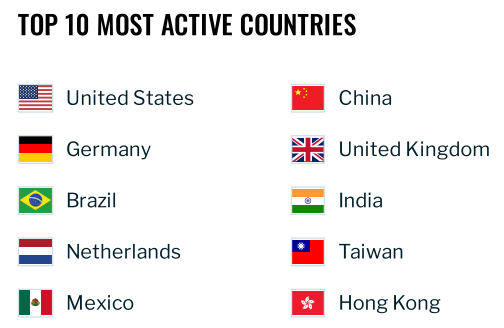 TOP 10 MOST ACTIVE COUNTRIES
United States
China
Germany
United Kingdom
Brazil
India
Netherlands
Taiwan
Mexico
Hong Kong